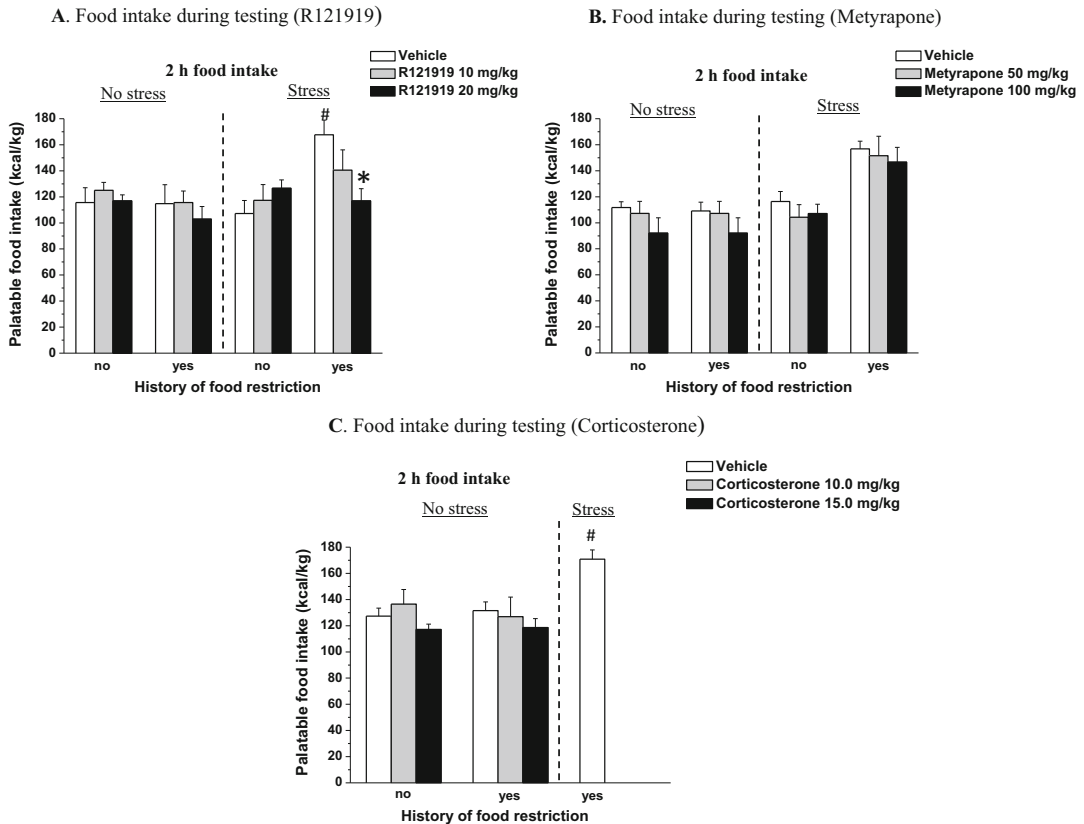 A. Food intake during testing (R121919)
Vehicle
R121919 10 mg/kg
R121919 20 mg/kg
2 h food intake
No stress
Stress
#
*
180
160
140
120
100
80
60
40
20
0
Palatable food intake (kcal/kg)
no
yes
no
yes
History of food restriction
B. Food intake during testing (Metyrapone)
Vehicle
Metyrapone 50 mg/kg
Metyrapone 100 mg/kg
2 h food intake
No stress
Stress
180
160
140
120
100
80
60
40
20
0
Palatable food intake (kcal/kg)
no
yes
no
yes
History of food restriction
C. Food intake during testing (Corticosterone)
Vehicle
Corticosterone 10.0 mg/kg
Corticosterone 15.0 mg/kg
2 h food intake
No stress
Stress
#
180
160
140
120
100
80
60
40
20
0
Palatable food intake (kcal/kg)
no
yes
yes
History of food restriction